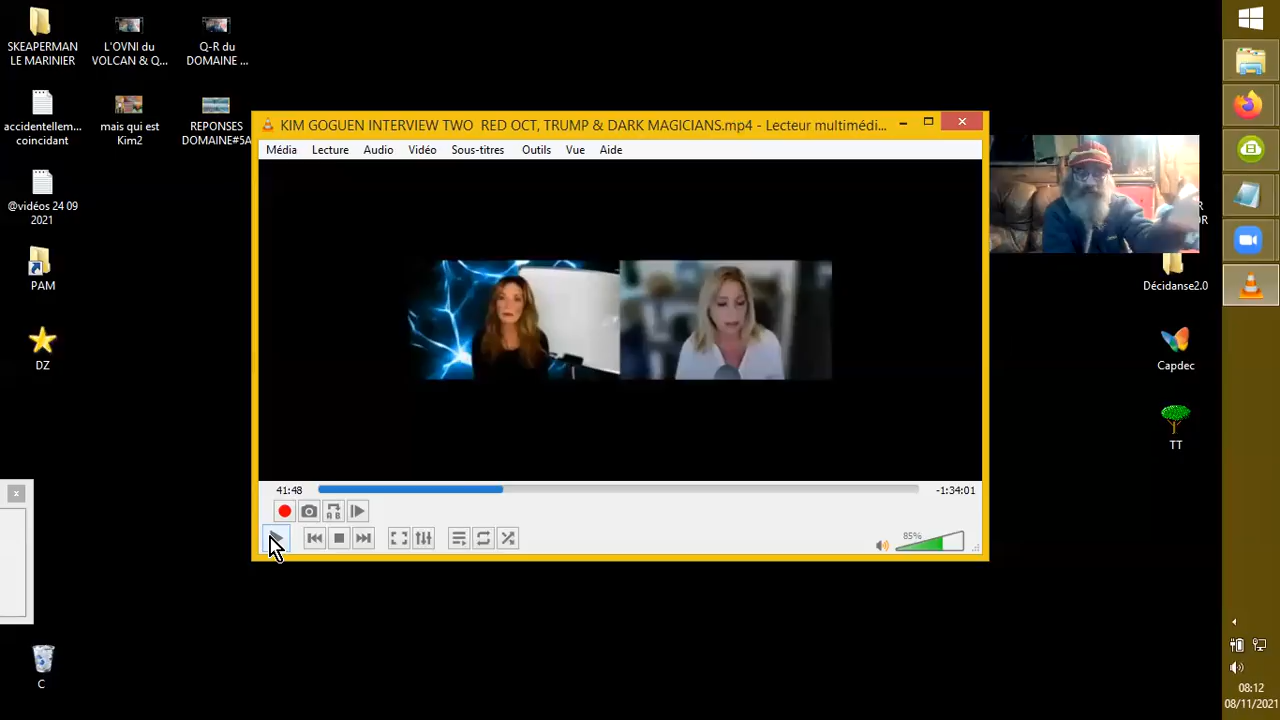 SKEAPERMAN
LE MARINIER
L'OVNI du
VOLCAN & Q...
Q-R du
DOMAINE ...
accidentellem...
coincidant
mais qui est
Kim2
REPONSES
DOMAINE#5A
@vidéos 24 09
2021
PAM
DZ
C
KIM GOGUEN INTERVIEW TWO  RED OCT, TRUMP & DARK MAGICIANS.mp4 - Lecteur multimédi...
Média Lecture Audio Vidéo Sous-titres Outils Vue Aide
41:48
-1:34:01
85%
Décidanse2.0
Capdec
TT
08:12
08/11/2021